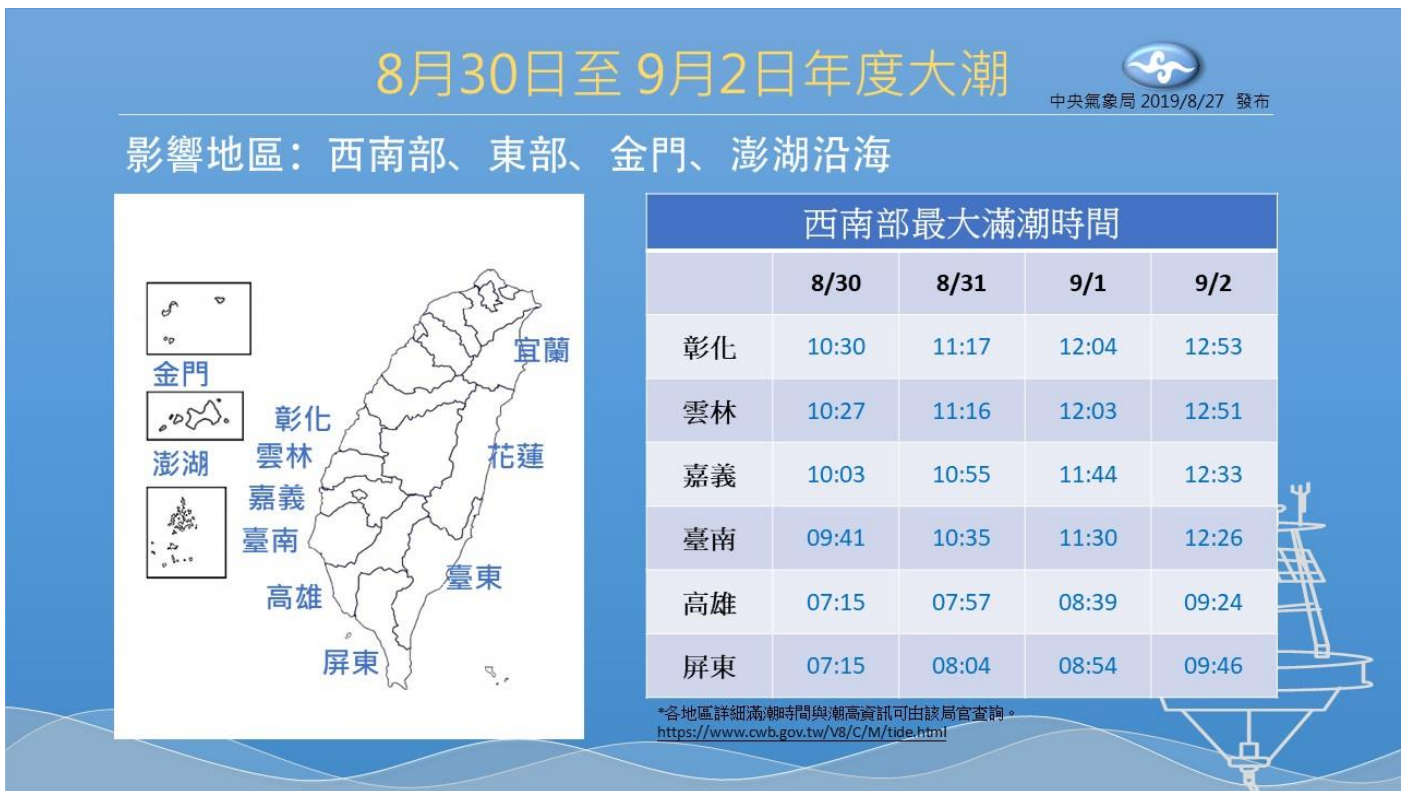 8月30日至 9月2日年度大潮
中央氣象局 2019/8/27 發布
影響地區：西南部、東部、金門、澎湖沿海
金門
澎湖
宜蘭
彰化
雲林
花蓮
嘉義
臺南
臺東
高雄
屏東
西南部最大滿潮時間
8/30 8/31 9/1 9/2
彰化 10:30 11:17 12:04 12:53
雲林 10:27 11:16 12:03 12:51
嘉義 10:03 10:55 11:44 12:33
臺南 09:41 10:35 11:30 12:26
高雄 07:15 07:57 08:39 09:24
屏東 07:15 08:04 08:54 09:46
*各地區詳細滿潮時間與潮高資訊可由該局官查詢。
https://www.cwb.gov.tw/V8/C/M/tide.html